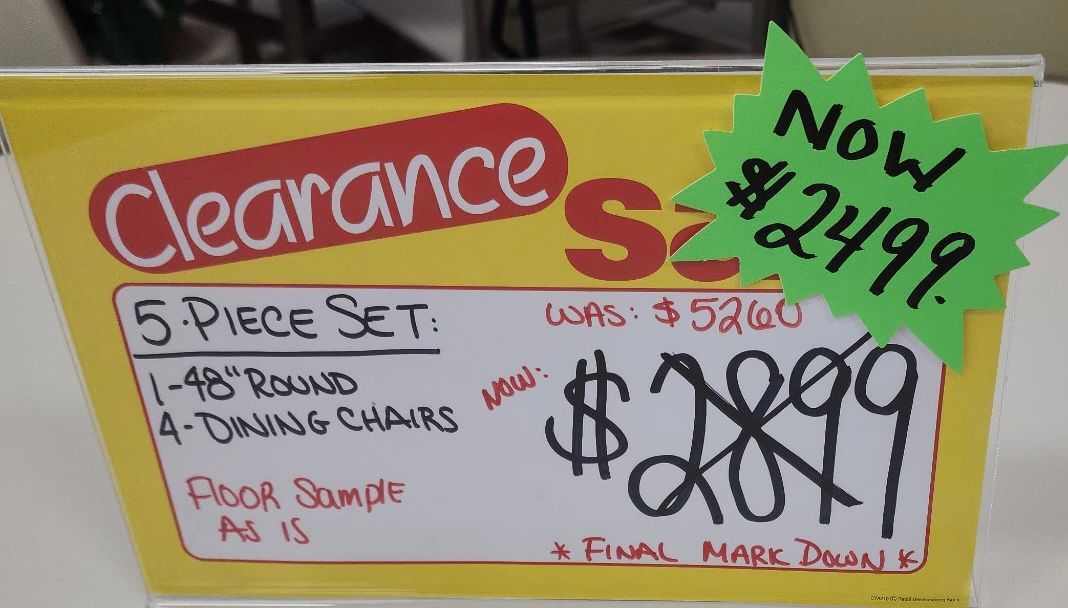 Clearance
NOW
$2499.
5-PIECE SET:
1-48" ROUND
4-DINING CHAIRS
FLOOR SAMPLE
AS IS
WAS: $5260
NOW:
$2899
* FINAL MARK DOWN *